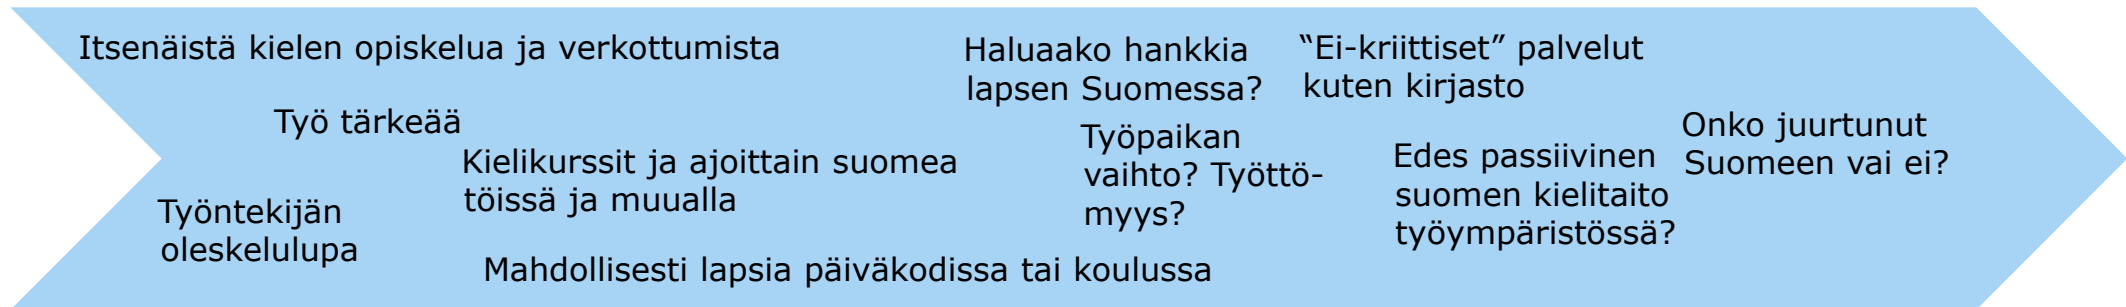 Itsenäistä kielen opiskelua ja verkottumista
Työ tärkeää
Työntekijän
oleskelulupa
Kielikurssit ja ajoittain suomea
töissä ja muualla
Mahdollisesti lapsia päiväkodissa tai koulussa
Haluaako hankkia
lapsen Suomessa?
Työpaikan
vaihto? Työttö-
myys?
“Ei-kriittiset” palvelut
kuten kirjasto
Edes passiivinen
suomen kielitaito
työympäristössä?
Onko juurtunut
Suomeen vai ei?